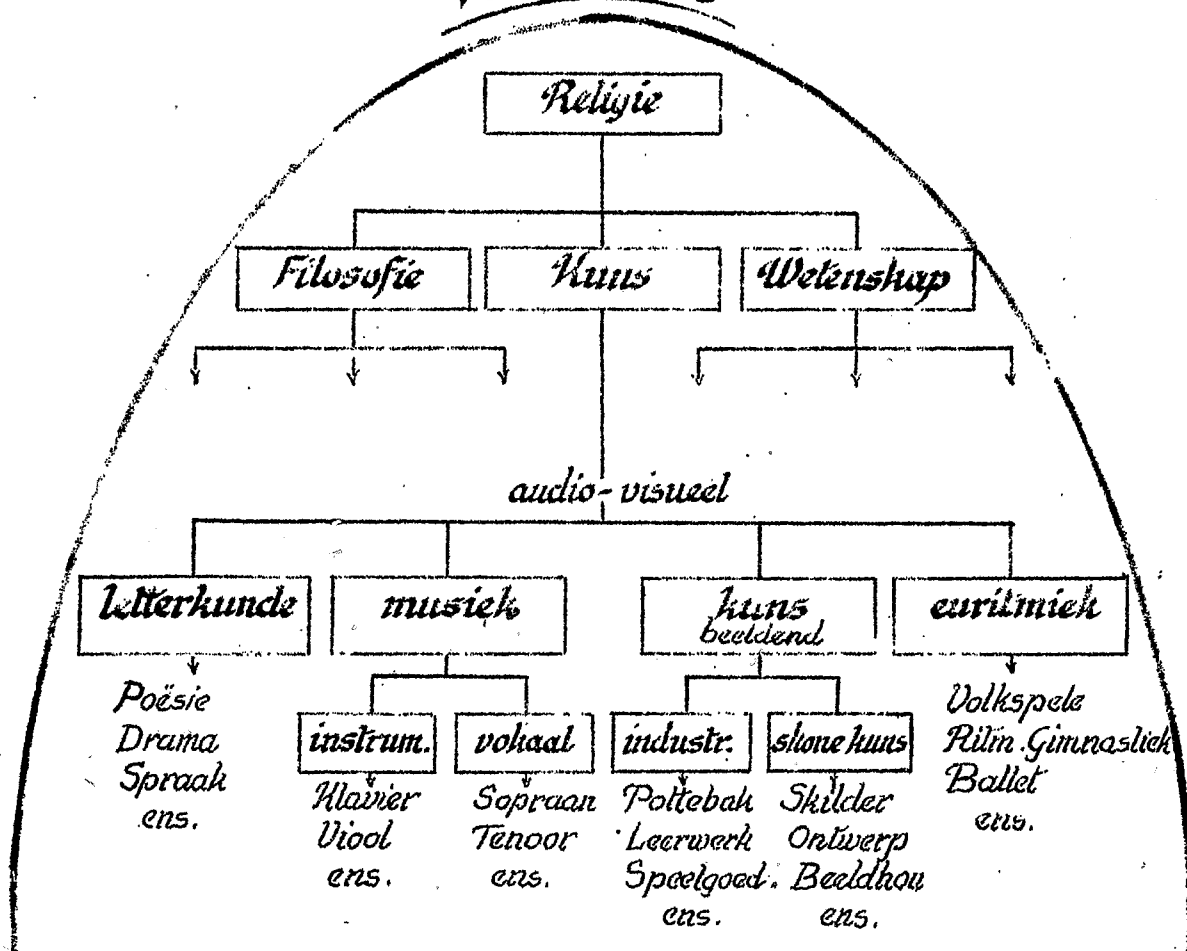 Religie
Filosofie
Kuns
Wetenskap
audio-visueel
letterkunde
musiek
kuns
beeldend
euritmiek
Poësie
Drama
Spraak
ens.
instrum.
vokaal
industr.
skone kuns
Klavier
Viool
ens.
Sopraan
Tenoor
ens.
Pottebak
Leerwerk
Speelgoed.
ens.
Skilder
Ontwerp
Beeldhou
ens.
Volkspele
Ritm. Gimnastiek
Ballet
ens.